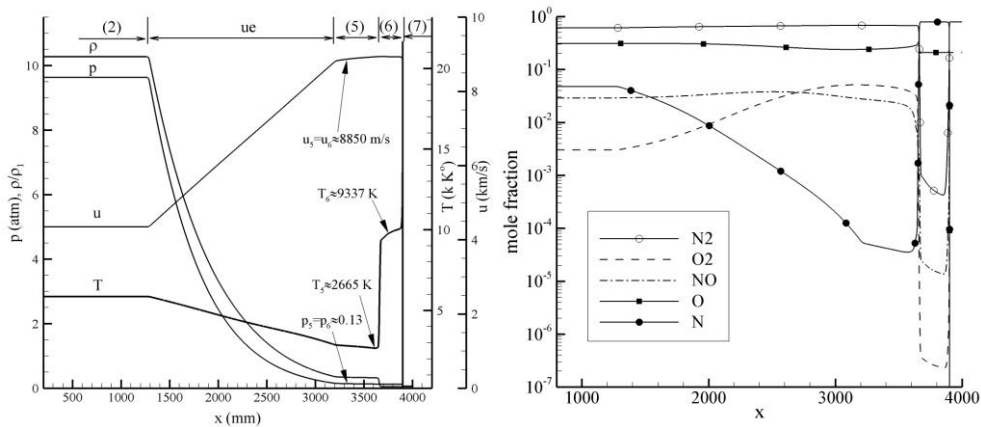 (2) ue (5) (6) (7)
ρ
p
u
T
u5=u6≈8850 m/s
T6≈9337 K
T5≈2665 K
p5=p6≈0.13
10
8
6
4
2
0
p (atm), ρ/ρ1
20
15
10
5
T (k K°)
10
8
6
4
2
0
u (km/s)
500 1000 1500 2000 2500 3000 3500 4000
x (mm)
10^0
10^-1
10^-2
10^-3
10^-4
10^-5
10^-6
10^-7
mole fraction
N2
O2
NO
O
N
1000 2000 3000 4000
x